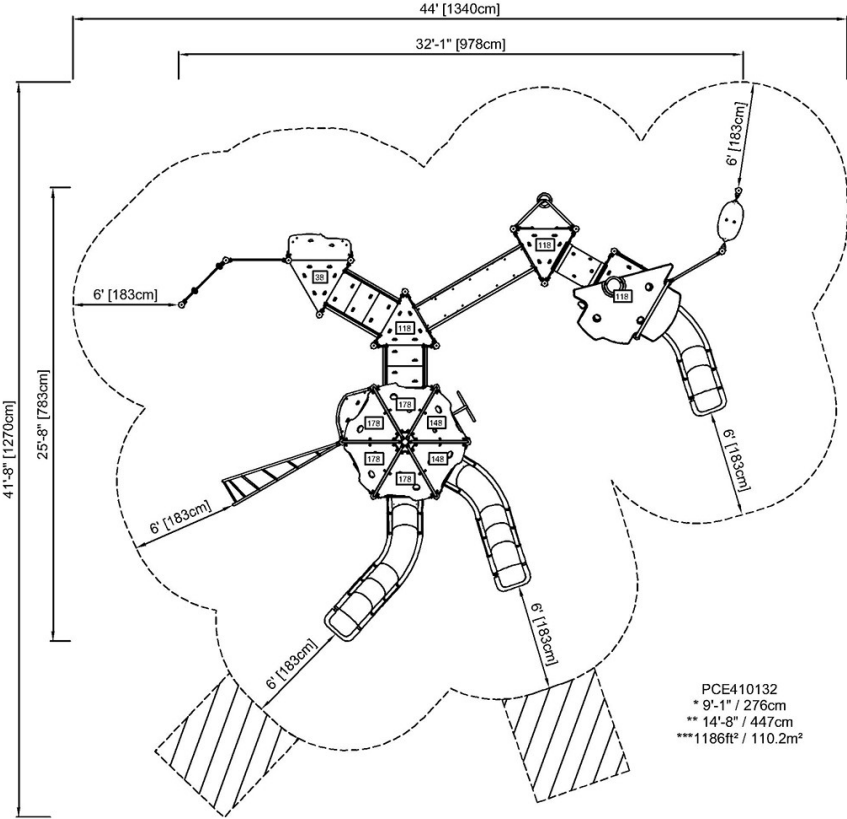 44' [1340cm]
32'-1" [978cm]
6' [183cm]
118
38
6' [183cm]
118
118
178
178
148
41'-8" [1270cm]
25-8" [783cm]
178
148
178
6' [183cm]
6' [183cm]
6' [183cm]
6' [183cm]
PCE410132
* 9'-1" / 276cm
** 14'-8" / 447cm
***1186ft² / 110.2m²